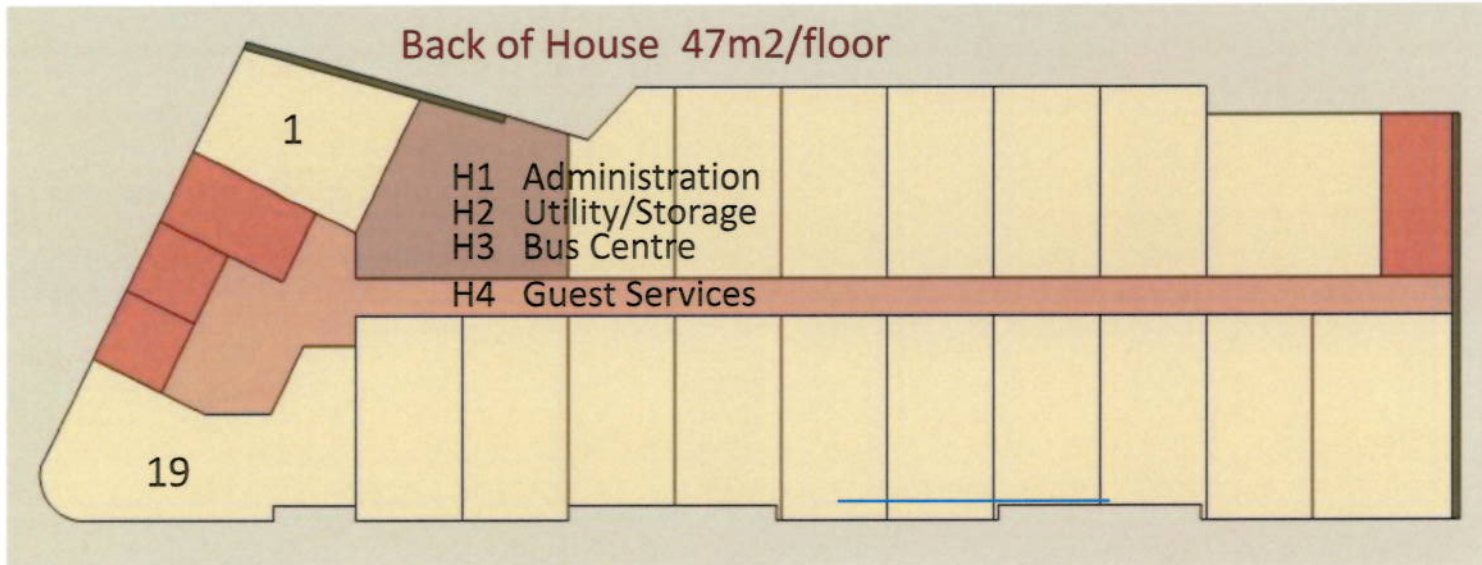 Back of House 47m2/floor
1
H1 Administration
H2 Utility/Storage
H3 Bus Centre
H4 Guest Services
19